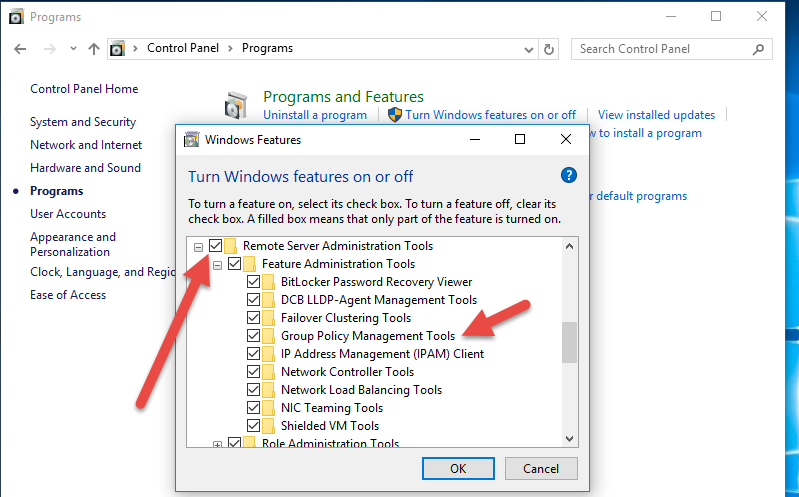 Programs
Control Panel
Programs
Search Control Panel
Control Panel Home
System and Security
Network and Internet
Hardware and Sound
Programs
User Accounts
Appearance and
Personalization
Clock, Language, and Regio
Ease of Access
Programs and Features
Uninstall a program
Turn Windows features on or off
View installed updates
w to install a program
r default programs
Windows Features
Turn Windows features on or off
?
To turn a feature on, select its check box. To turn a feature off, clear its
check box. A filled box means that only part of the feature is turned on.
Remote Server Administration Tools
Feature Administration Tools
BitLocker Password Recovery Viewer
DCB LLDP-Agent Management Tools
Failover Clustering Tools
Group Policy Management Tools
IP Address Management (IPAM) Client
Network Controller Tools
Network Load Balancing Tools
NIC Teaming Tools
Shielded VM Tools
Role Administration Tools
OK
Cancel